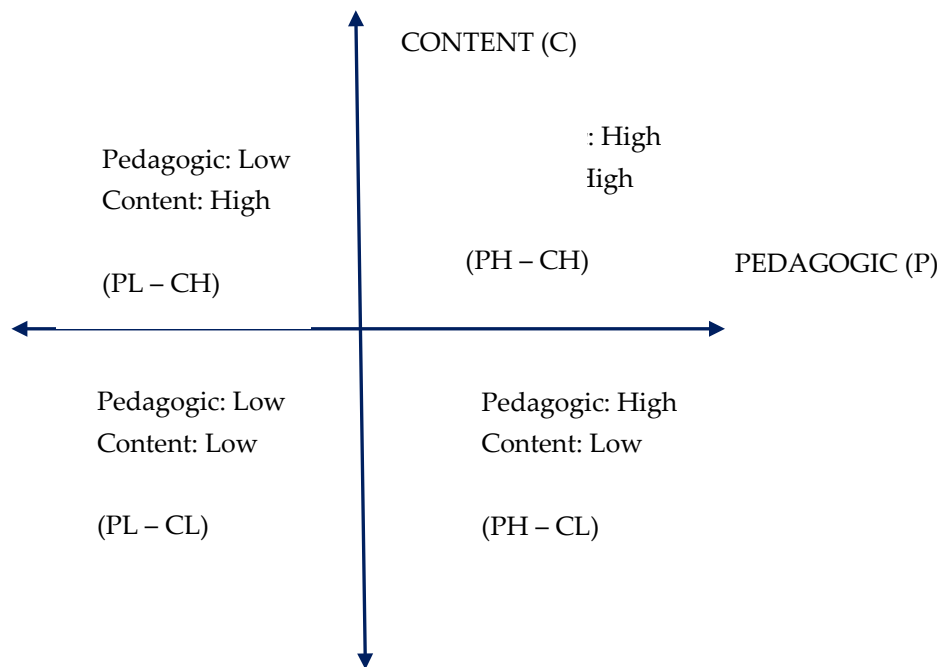 CONTENT (C)
Pedagogic: Low
Content: High
(PL – CH)
: High
High
(PH – CH)
PEDAGOGIC (P)
Pedagogic: Low
Content: Low
(PL – CL)
Pedagogic: High
Content: Low
(PH – CL)